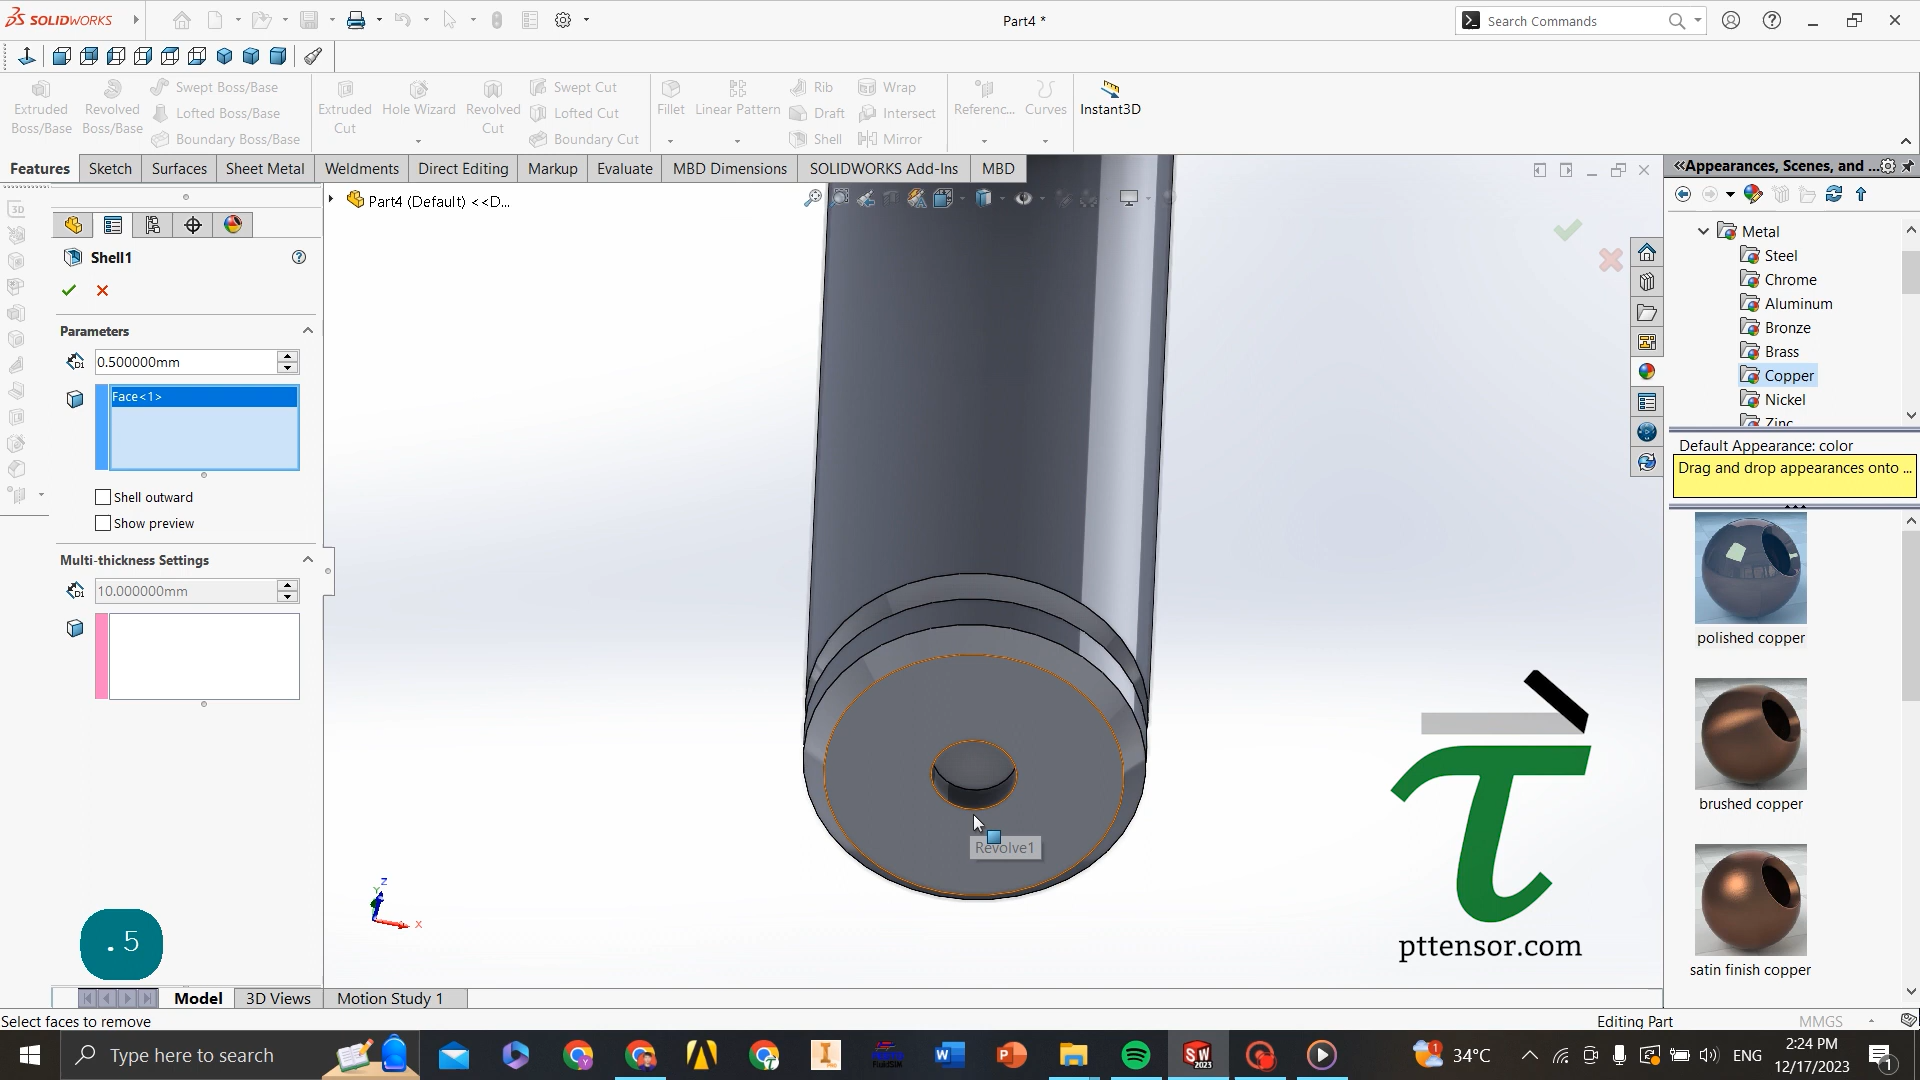 SOLIDWORKS
Part4 *
Search Commands
Extruded Boss/Base
Revolved Boss/Base
Swept Boss/Base
Lofted Boss/Base
Boundary Boss/Base
Extruded Cut
Hole Wizard
Revolved Cut
Swept Cut
Lofted Cut
Boundary Cut
Fillet
Linear Pattern
Rib
Draft
Shell
Wrap
Intersect
Mirror
Referenc...
Curves
Instant3D
Features
Sketch
Surfaces
Sheet Metal
Weldments
Direct Editing
Markup
Evaluate
MBD Dimensions
SOLIDWORKS Add-Ins
MBD
«Appearances, Scenes, and ...
3D
Part4 (Default) <<D...
Shell1
Parameters
0.500000mm
Face<1>
Shell outward
Show preview
Multi-thickness Settings
10.000000mm
Revolve1
Z
Y
X
.5
Metal
Steel
Chrome
Aluminum
Bronze
Brass
Copper
Nickel
Zinc
Default Appearance: color
Drag and drop appearances onto ...
polished copper
brushed copper
satin finish copper
pttensor.com
Model
3D Views
Motion Study 1
Select faces to remove
Editing Part
MMGS
Type here to search
34°C
ENG
2:24 PM
12/17/2023
1